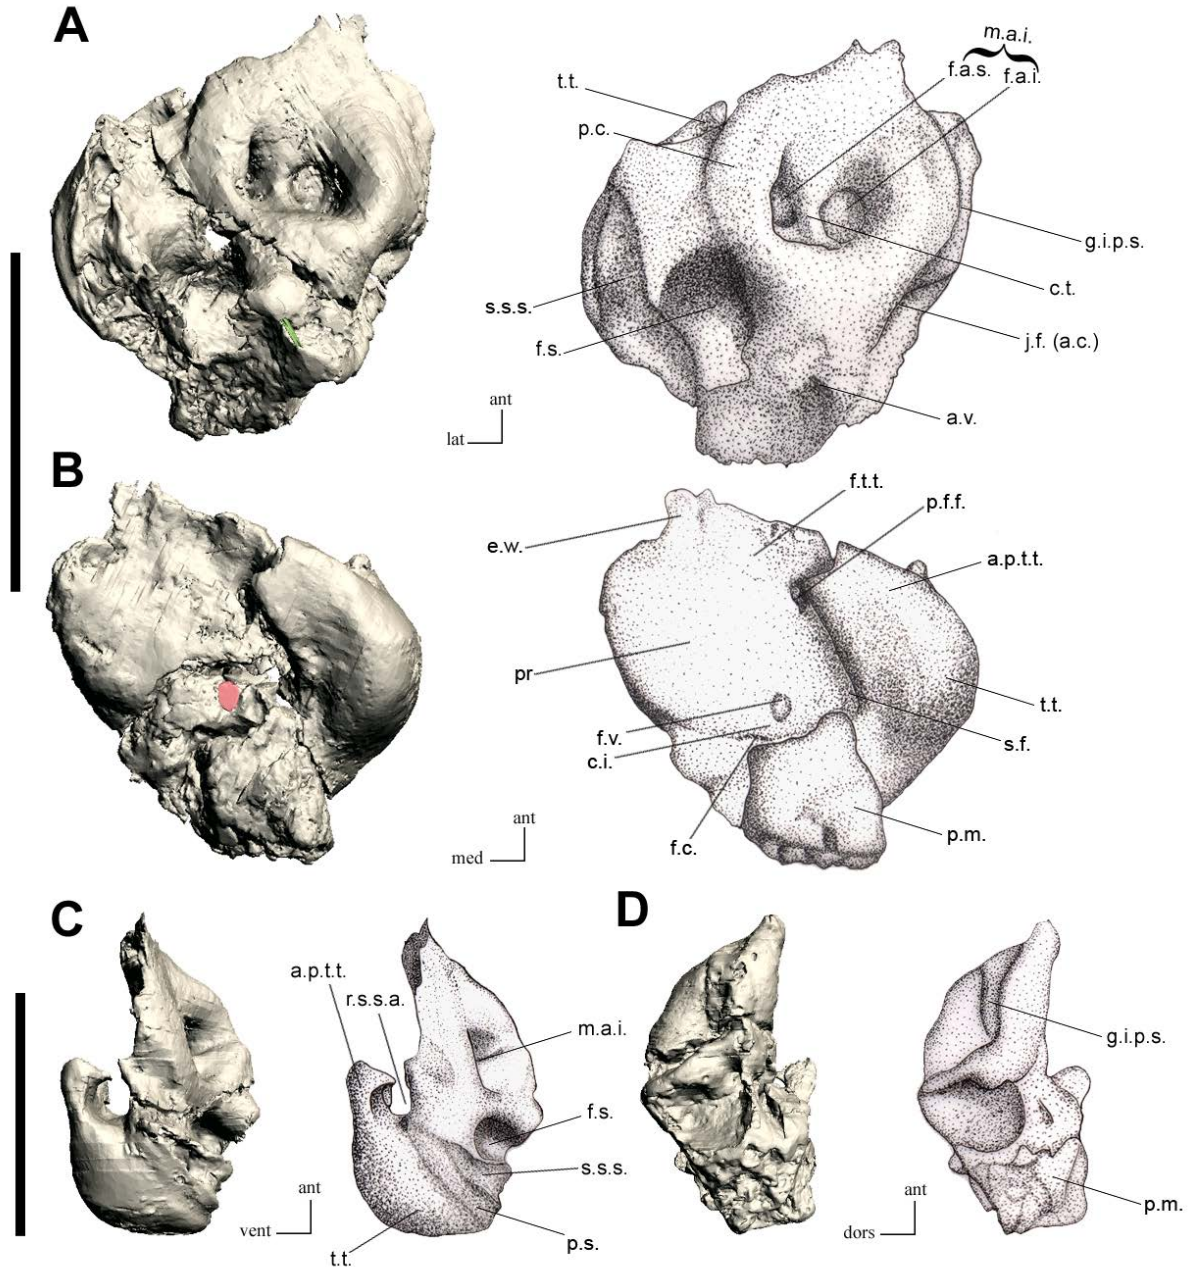 A
m.a.i.
f.a.s.
f.a.i.
t.t.
p.c.
g.i.p.s.
c.t.
s.s.s.
j.f. (a.c.)
f.s.
a.v.
ant
lat
B
f.t.t.
p.f.f.
e.w.
a.p.t.t.
pr
t.t.
f.v.
s.f.
c.i.
p.m.
f.c.
ant
med
C
a.p.t.t.
r.s.s.a.
m.a.i.
f.s.
s.s.s.
p.s.
t.t.
ant
vent
D
g.i.p.s.
p.m.
ant
dors